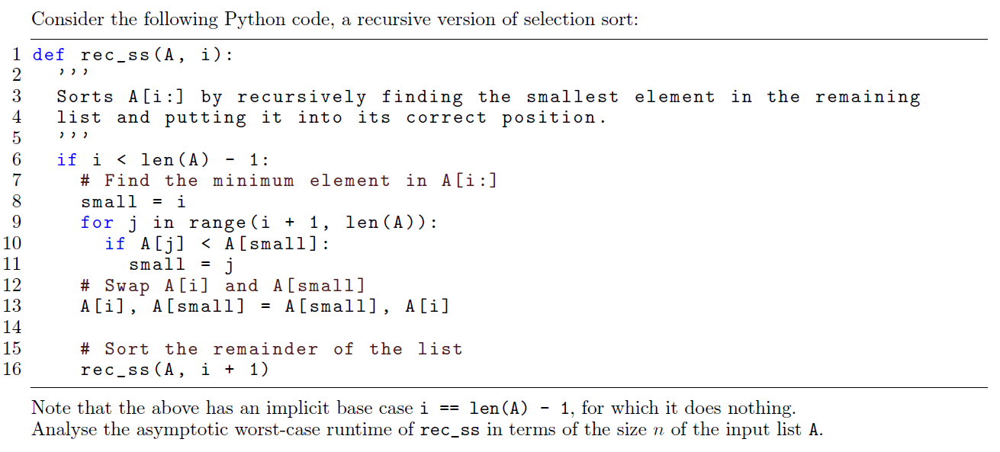 Consider the following Python code, a recursive version of selection sort:
1 def rec_ss(A, i):
2   '''
3   Sorts A[i:] by recursively finding the smallest element in the remaining
4   list and putting it into its correct position.
5   '''
6   if i < len(A) - 1:
7     # Find the minimum element in A[i:]
8     small = i
9     for j in range(i + 1, len(A)):
10       if A[j] < A[small]:
11         small = j
12     # Swap A[i] and A[small]
13     A[i], A[small] = A[small], A[i]
14
15     # Sort the remainder of the list
16     rec_ss(A, i + 1)
Note that the above has an implicit base case i == len(A) - 1, for which it does nothing.
Analyse the asymptotic worst-case runtime of rec_ss in terms of the size n of the input list A.